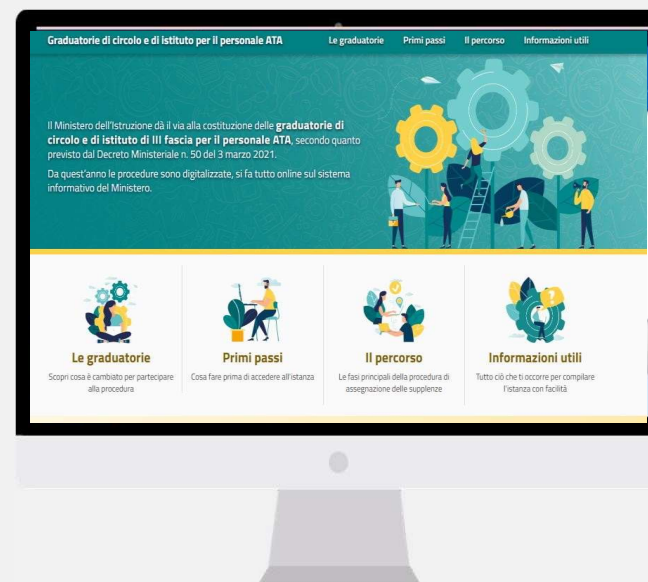 Graduatorie di circolo e di istituto per il personale ATA
Le graduatorie Primi passi Il percorso Informazioni utili
Il Ministero dell'Istruzione dà il via alla costituzione delle graduatorie di
circolo e di istituto di III fascia per il personale ATA, secondo quanto
previsto dal Decreto Ministeriale n. 50 del 3 marzo 2021.
Da quest'anno le procedure sono digitalizzate, si fa tutto online sul sistema
informativo del Ministero.
Le graduatorie
Scopri cosa è cambiato per partecipare
alla procedura
Primi passi
Cosa fare prima di accedere all'istanza
Il percorso
Le fasi principali della procedura di
assegnazione delle supplenze
Informazioni utili
Tutto ciò che ti occorre per compilare
l'istanza con facilità